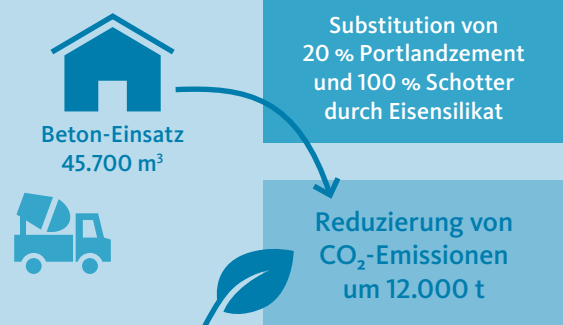 Beton-Einsatz
45.700 m³
Substitution von
20 % Portlandzement
und 100 % Schotter
durch Eisensilikat
Reduzierung von
CO₂-Emissionen
um 12.000 t